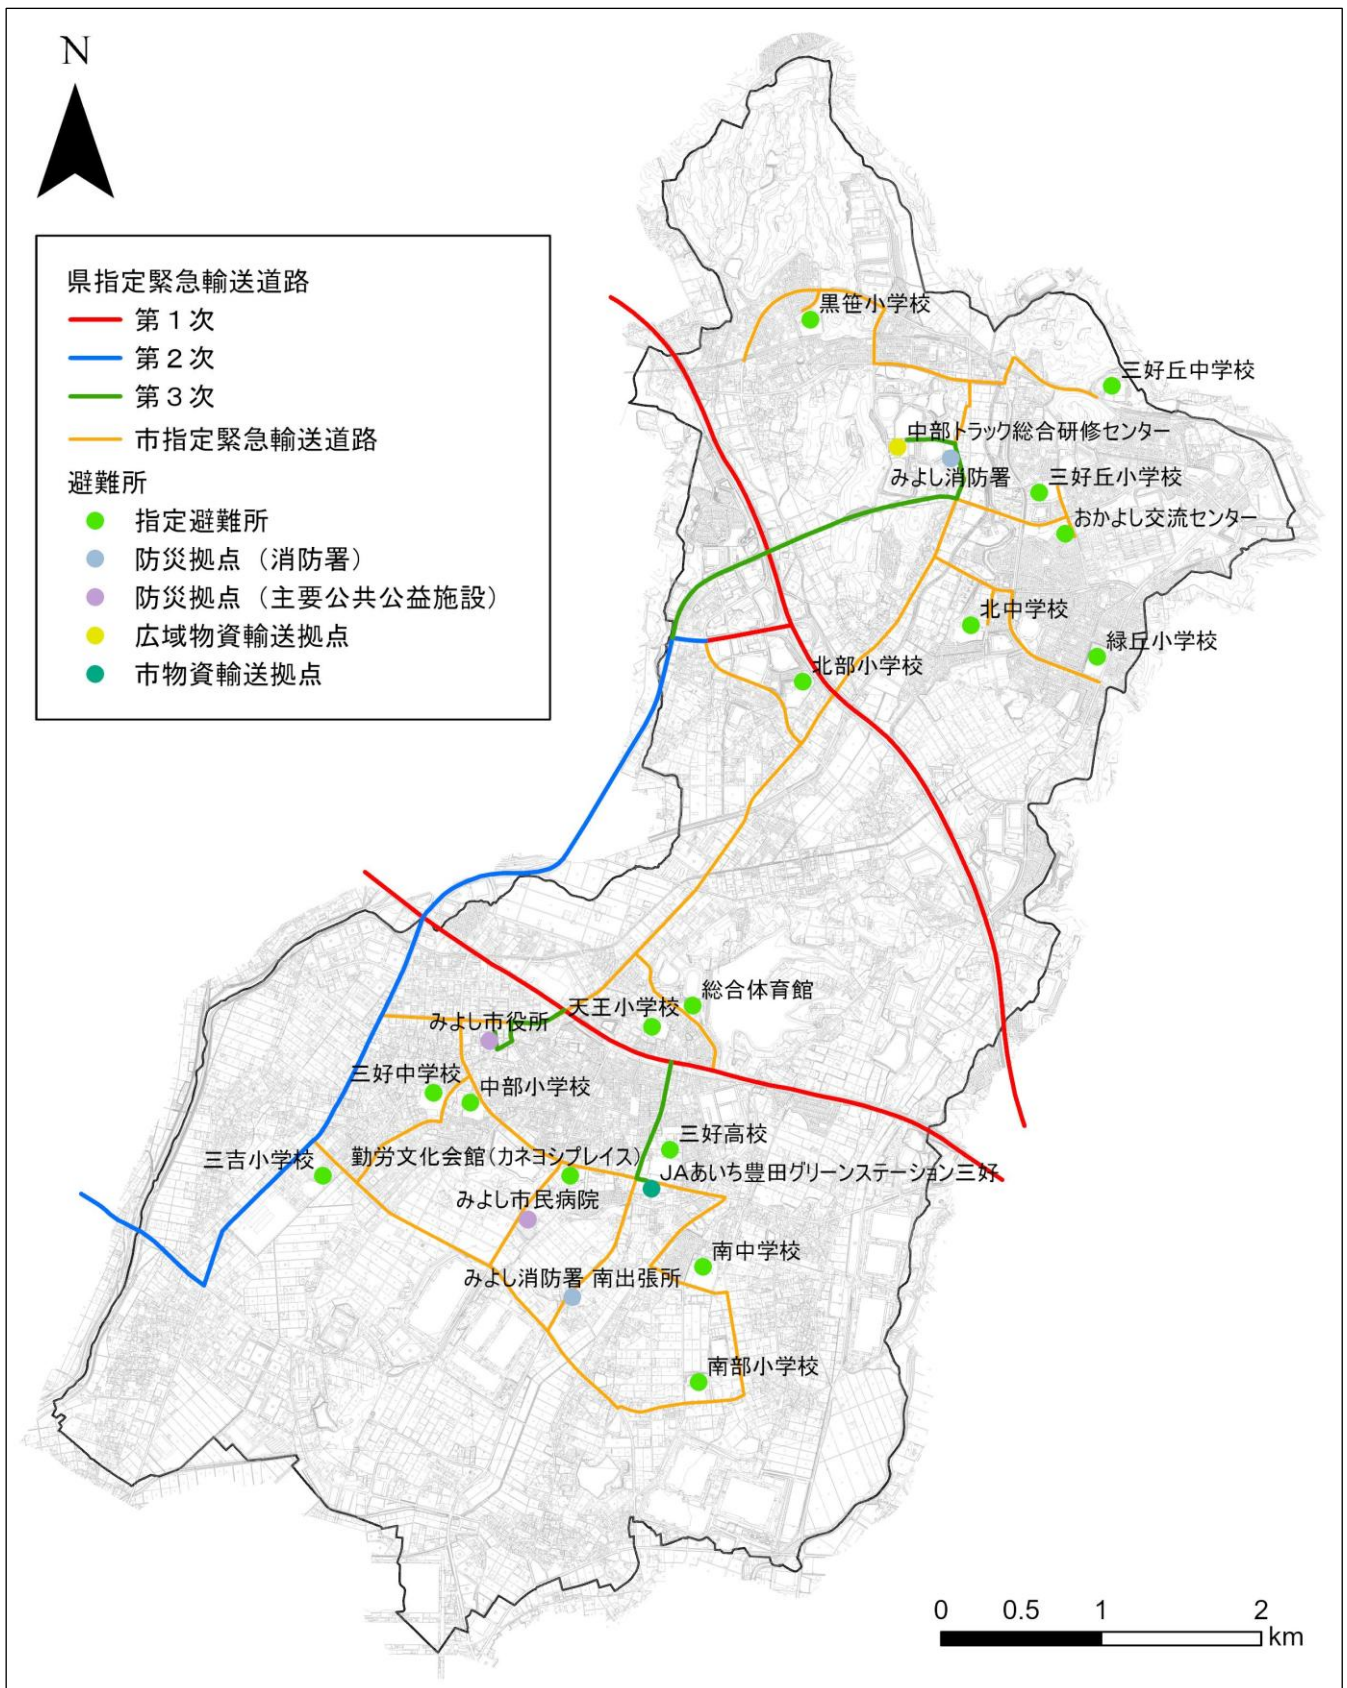 N
県指定緊急輸送道路
第１次
第２次
第３次
市指定緊急輸送道路
避難所
指定避難所
防災拠点（消防署）
防災拠点（主要公共公益施設）
広域物資輸送拠点
市物資輸送拠点
黒笹小学校
三好丘中学校
中部トラック総合研修センター
みよし消防署
三好丘小学校
おかよし交流センター
北中学校
緑丘小学校
北部小学校
総合体育館
天王小学校
みよし市役所
三好中学校
中部小学校
三好高校
三吉小学校
勤労文化会館（カネヨシプレイス）
JAあいち豊田グリーンステーション三好
みよし市民病院
南中学校
みよし消防署 南出張所
南部小学校
0 0.5 1 2
km